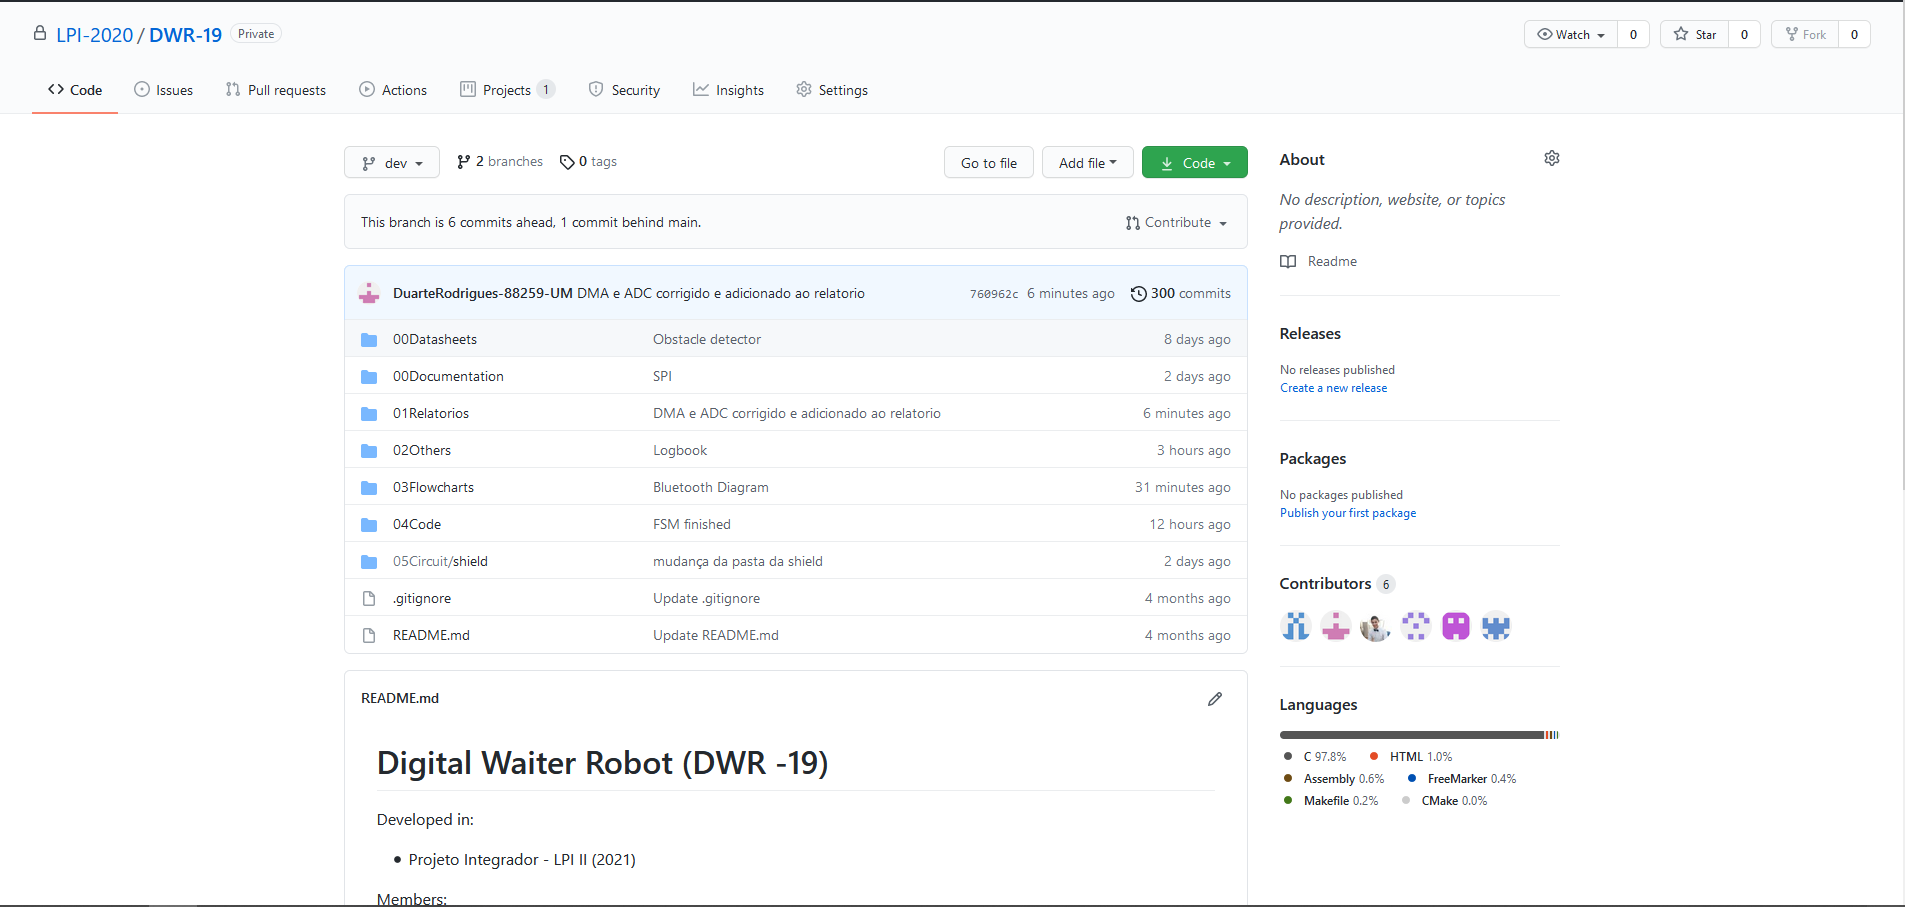 LPI-2020 / DWR-19 Private
Watch 0 Star 0 Fork 0
Code Issues Pull requests Actions Projects 1 Security Insights Settings
dev 2 branches 0 tags Go to file Add file Code
This branch is 6 commits ahead, 1 commit behind main. Contribute
DuarteRodrigues-88259-UM DMA e ADC corrigido e adicionado ao relatorio 760962c 6 minutes ago 300 commits
00Datasheets Obstacle detector 8 days ago
00Documentation SPI 2 days ago
01Relatorios DMA e ADC corrigido e adicionado ao relatorio 6 minutes ago
02Others Logbook 3 hours ago
03Flowcharts Bluetooth Diagram 31 minutes ago
04Code FSM finished 12 hours ago
05Circuit/shield mudança da pasta da shield 2 days ago
.gitignore Update .gitignore 4 months ago
README.md Update README.md 4 months ago
README.md
Digital Waiter Robot (DWR -19)
Developed in:
• Projeto Integrador - LPI II (2021)
Members:
About
No description, website, or topics
provided.
Readme
Releases
No releases published
Create a new release
Packages
No packages published
Publish your first package
Contributors 6
Languages
C 97.8% HTML 1.0%
Assembly 0.6% FreeMarker 0.4%
Makefile 0.2% CMake 0.0%